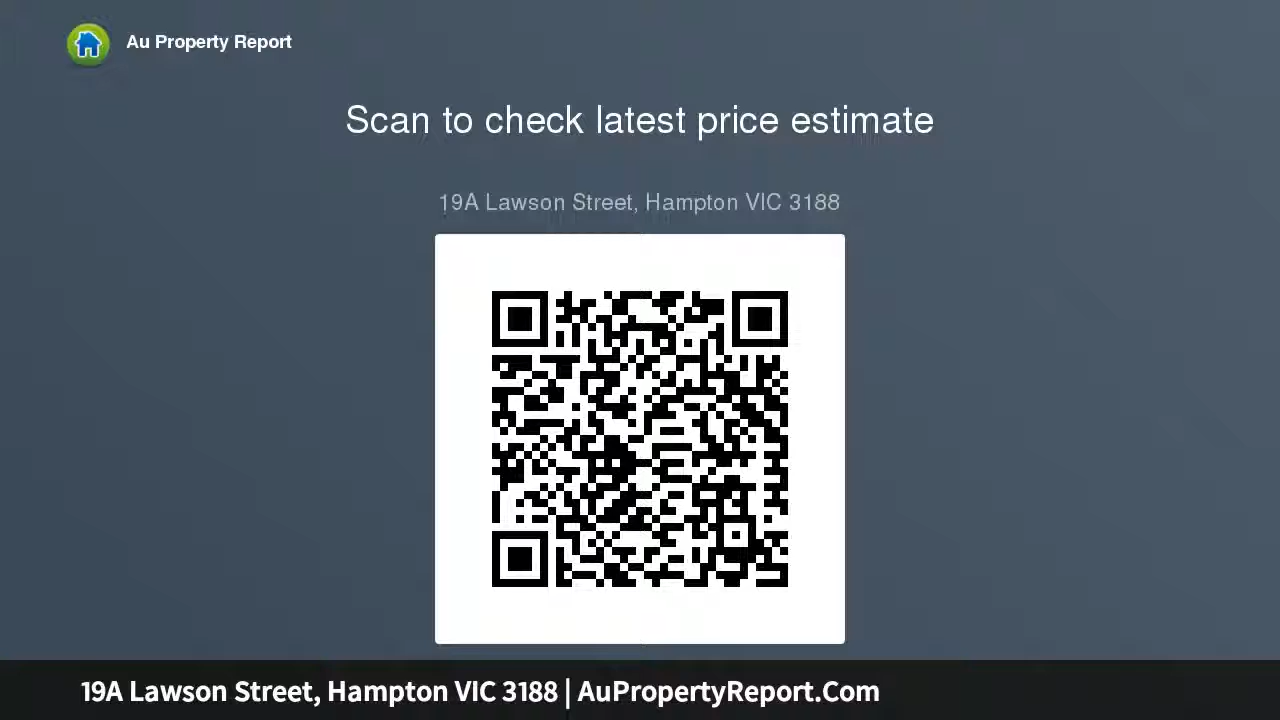 Au Property Report
Scan to check latest price estimate
19A Lawson Street, Hampton VIC 3188
19A Lawson Street, Hampton VIC 3188 | AuPropertyReport.Com